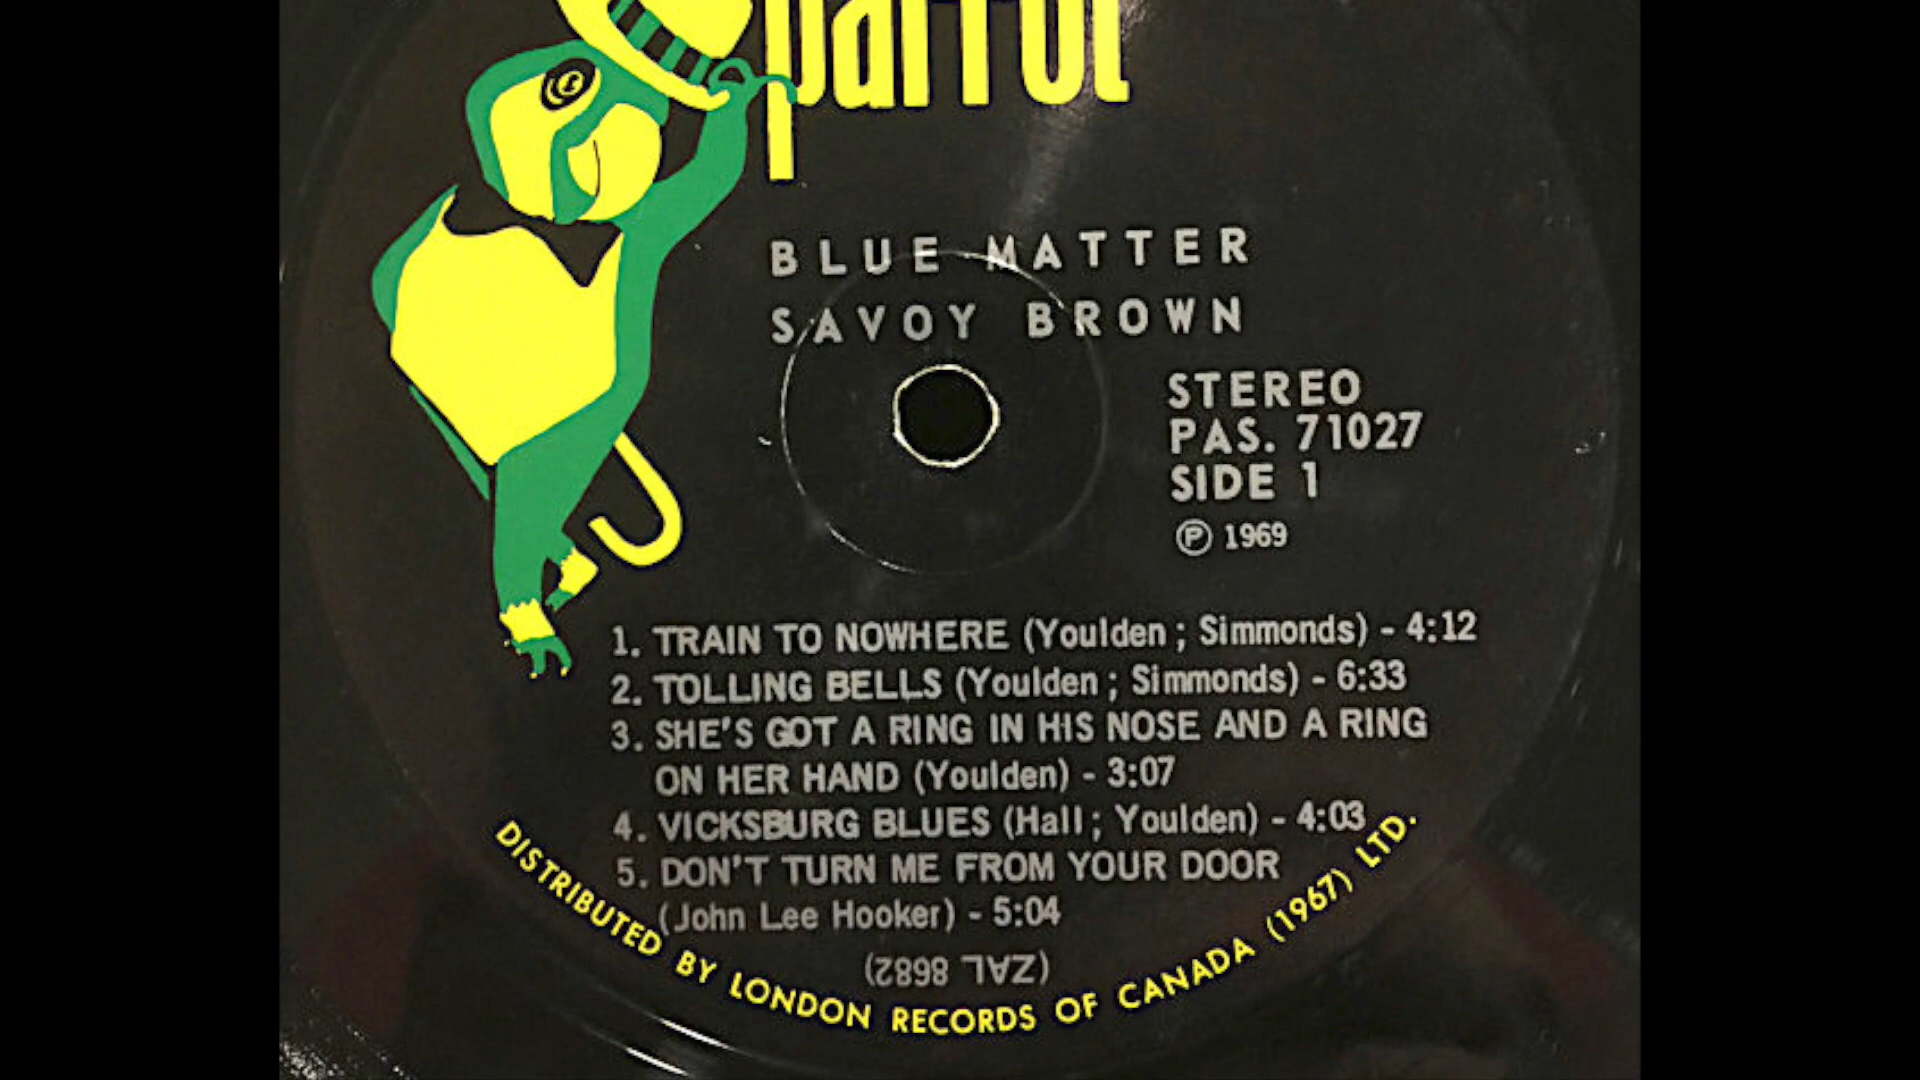 parrot
BLUE MATTER
SAVOY BROWN
STEREO
PAS. 71027
SIDE 1
Ⓟ 1969
1. TRAIN TO NOWHERE (Youlden ; Simmonds) - 4:12
2. TOLLING BELLS (Youlden ; Simmonds) - 6:33
3. SHE'S GOT A RING IN HIS NOSE AND A RING
ON HER HAND (Youlden) - 3:07
4. VICKSBURG BLUES (Hall ; Youlden) - 4:03
5. DON'T TURN ME FROM YOUR DOOR
(John Lee Hooker) - 5:04
(ZAL 8682)
DISTRIBUTED BY LONDON RECORDS OF CANADA (1967) LTD.